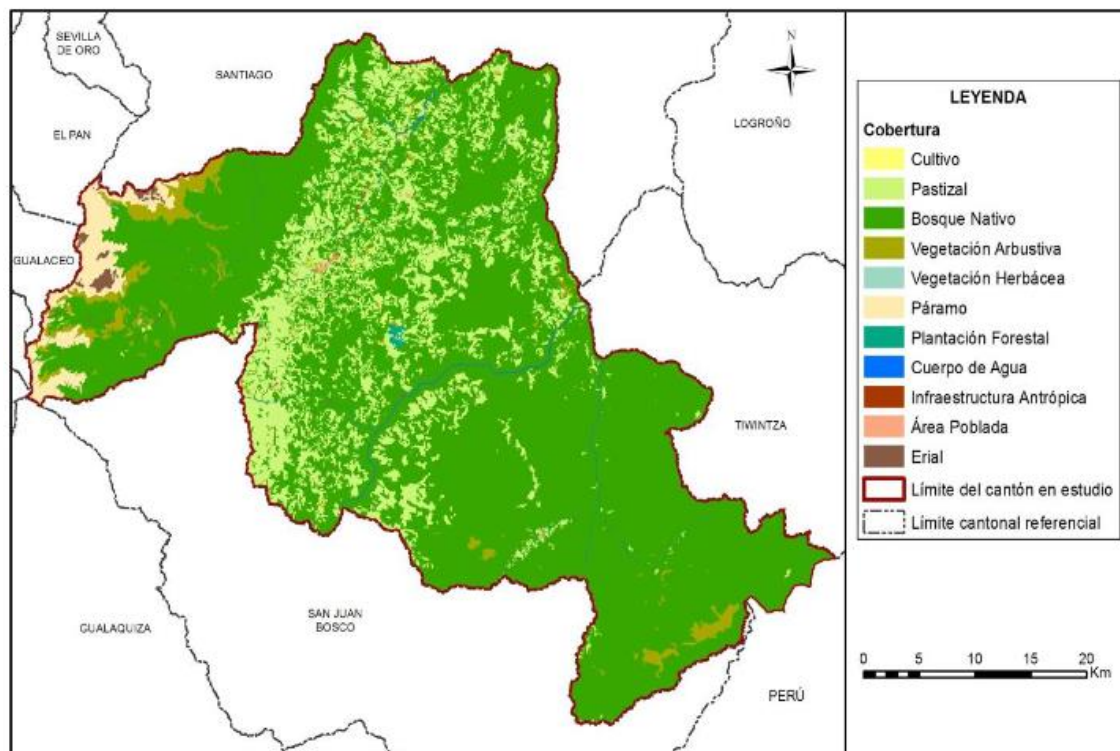 SEVILLA
DE ORO
SANTIAGO
N
EL PAN
LOGROÑO
GUALACEO
TIWINTZA
GUALAQUIZA
SAN JUAN
BOSCO
PERÚ
LEYENDA
Cobertura
Cultivo
Pastizal
Bosque Nativo
Vegetación Arbustiva
Vegetación Herbácea
Páramo
Plantación Forestal
Cuerpo de Agua
Infraestructura Antrópica
Área Poblada
Erial
Límite del cantón en estudio
Límite cantonal referencial
0 5 10 15 20
Km